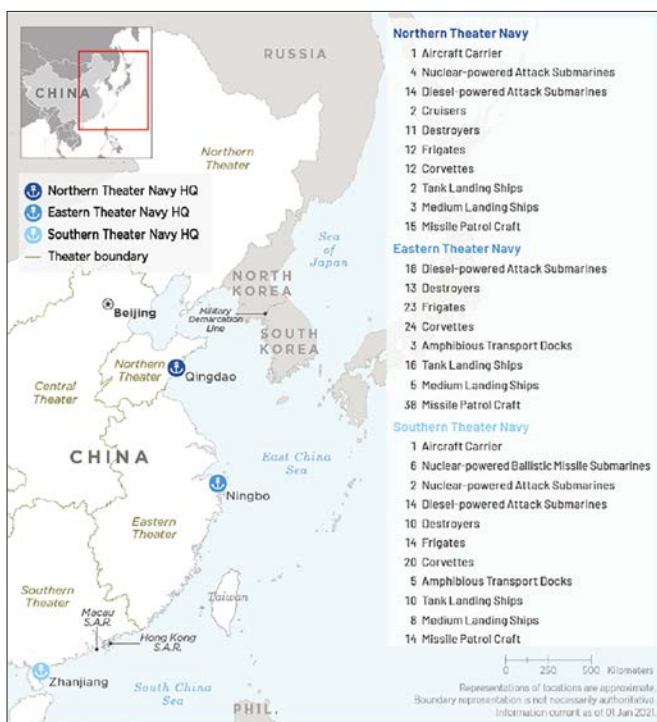 RUSSIA
CHINA
Northern
Theater
Northern Theater Navy HQ
Eastern Theater Navy HQ
Southern Theater Navy HQ
Theater boundary
Sea
of
Japan
NORTH
KOREA
Beijing
Military
Demarcation
Line
SOUTH
KOREA
Northern
Theater
Qingdao
Central
Theater
CHINA
East China
Sea
Ningbo
Eastern
Theater
Southern
Theater
Taiwan
Macau
S.A.R.
Hong Kong
S.A.R.
Zhanjiang
South China
Sea
PHIL.
Northern Theater Navy
1 Aircraft Carrier
4 Nuclear-powered Attack Submarines
14 Diesel-powered Attack Submarines
2 Cruisers
11 Destroyers
12 Frigates
12 Corvettes
2 Tank Landing Ships
3 Medium Landing Ships
15 Missile Patrol Craft
Eastern Theater Navy
18 Diesel-powered Attack Submarines
13 Destroyers
23 Frigates
24 Corvettes
3 Amphibious Transport Docks
16 Tank Landing Ships
5 Medium Landing Ships
38 Missile Patrol Craft
Southern Theater Navy
1 Aircraft Carrier
6 Nuclear-powered Ballistic Missile Submarines
2 Nuclear-powered Attack Submarines
14 Diesel-powered Attack Submarines
10 Destroyers
14 Frigates
20 Corvettes
5 Amphibious Transport Docks
10 Tank Landing Ships
8 Medium Landing Ships
14 Missile Patrol Craft
0 250 500 Kilometers
Representations of locations are approximate.
Boundary representation is not necessarily authoritative.
Information current as of 01 Jan 2021.